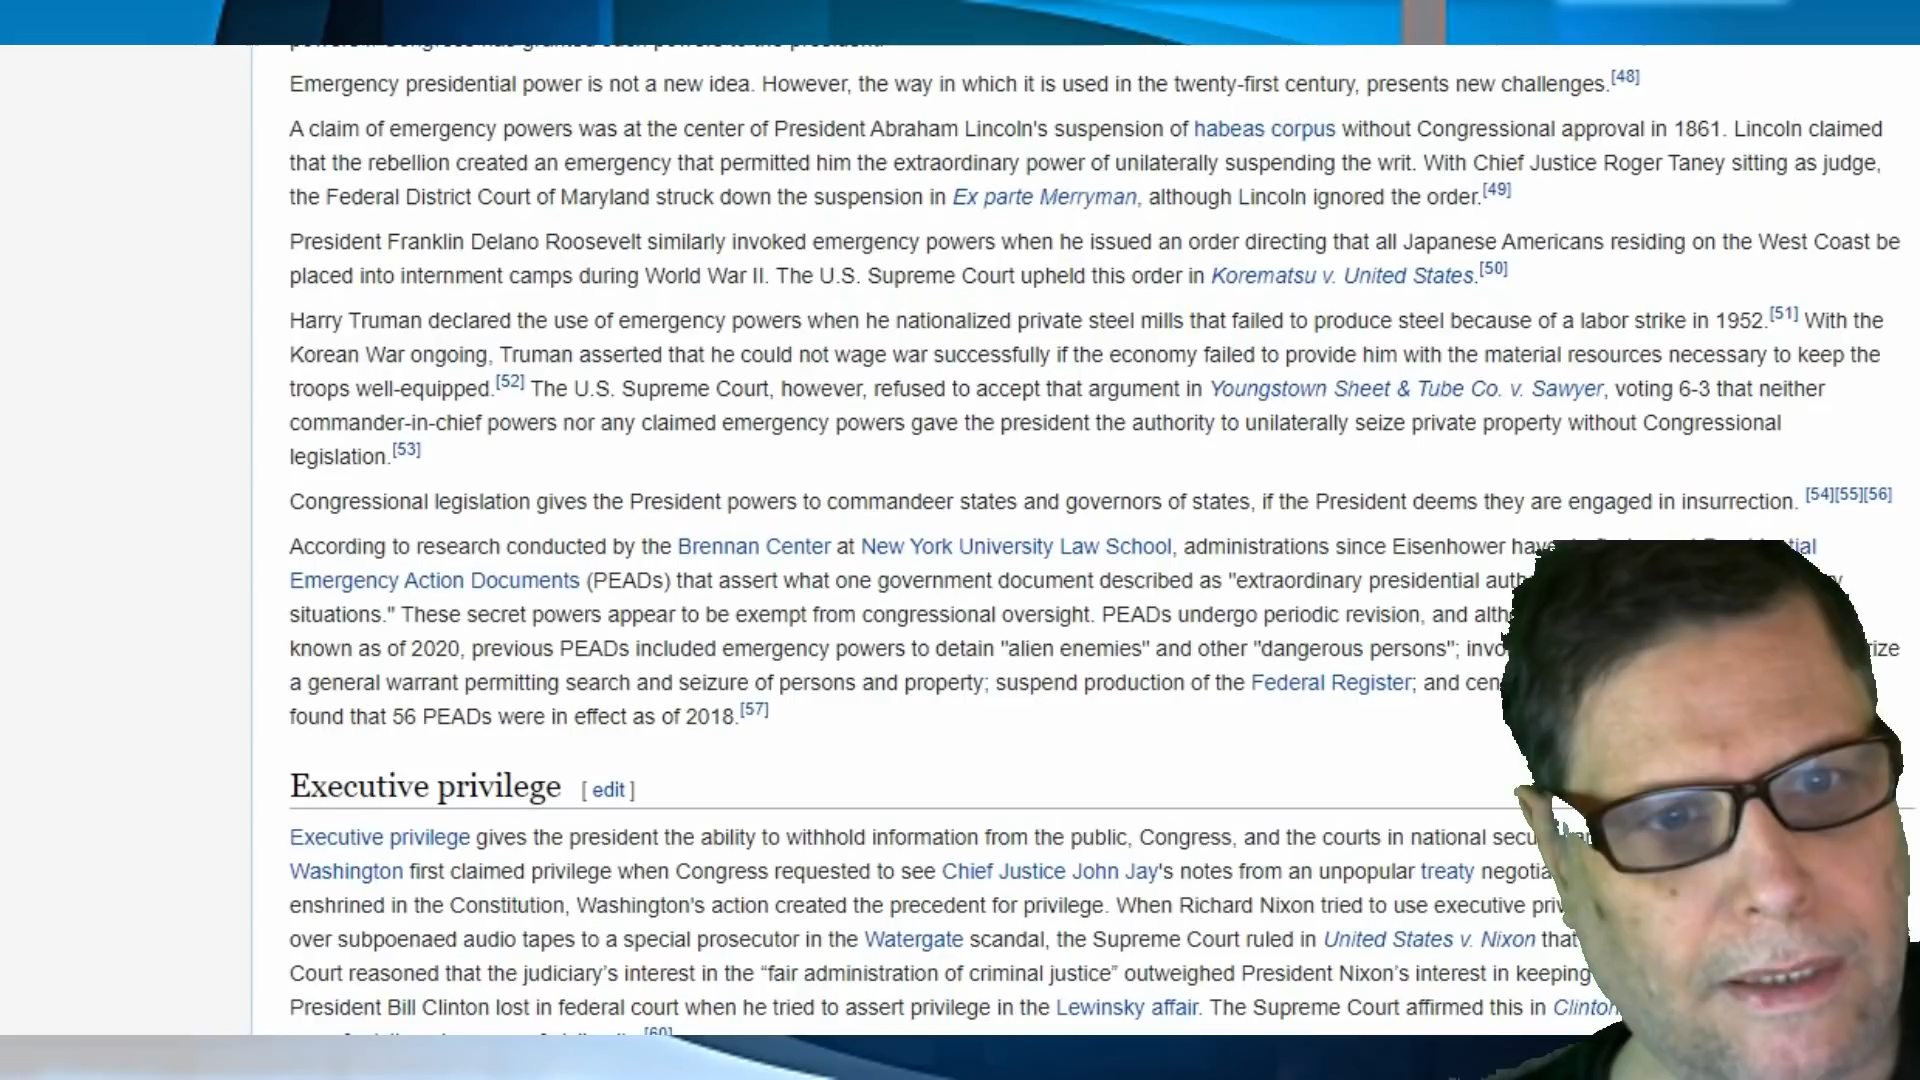 Emergency presidential power is not a new idea. However, the way in which it is used in the twenty-first century, presents new challenges.[48]
A claim of emergency powers was at the center of President Abraham Lincoln's suspension of habeas corpus without Congressional approval in 1861. Lincoln claimed
that the rebellion created an emergency that permitted him the extraordinary power of unilaterally suspending the writ. With Chief Justice Roger Taney sitting as judge,
the Federal District Court of Maryland struck down the suspension in Ex parte Merryman, although Lincoln ignored the order.[49]
President Franklin Delano Roosevelt similarly invoked emergency powers when he issued an order directing that all Japanese Americans residing on the West Coast be
placed into internment camps during World War II. The U.S. Supreme Court upheld this order in Korematsu v. United States.[50]
Harry Truman declared the use of emergency powers when he nationalized private steel mills that failed to produce steel because of a labor strike in 1952.[51] With the
Korean War ongoing, Truman asserted that he could not wage war successfully if the economy failed to provide him with the material resources necessary to keep the
troops well-equipped.[52] The U.S. Supreme Court, however, refused to accept that argument in Youngstown Sheet & Tube Co. v. Sawyer, voting 6-3 that neither
commander-in-chief powers nor any claimed emergency powers gave the president the authority to unilaterally seize private property without Congressional
legislation.[53]
Congressional legislation gives the President powers to commandeer states and governors of states, if the President deems they are engaged in insurrection. [54][55][56]
According to research conducted by the Brennan Center at New York University Law School, administrations since Eisenhower
Emergency Action Documents (PEADs) that assert what one government document described as "extraordinary presidential
situations." These secret powers appear to be exempt from congressional oversight. PEADs undergo periodic revision, and
known as of 2020, previous PEADs included emergency powers to detain "alien enemies" and other "dangerous persons";
a general warrant permitting search and seizure of persons and property; suspend production of the Federal Register; and
found that 56 PEADs were in effect as of 2018.[57]
Executive privilege [ edit ]
Executive privilege gives the president the ability to withhold information from the public, Congress, and the courts in national
Washington first claimed privilege when Congress requested to see Chief Justice John Jay's notes from an unpopular treaty
enshrined in the Constitution, Washington's action created the precedent for privilege. When Richard Nixon tried to use executive
over subpoenaed audio tapes to a special prosecutor in the Watergate scandal, the Supreme Court ruled in United States v. Nixon that
Court reasoned that the judiciary's interest in the "fair administration of criminal justice" outweighed President Nixon's interest in keeping
President Bill Clinton lost in federal court when he tried to assert privilege in the Lewinsky affair. The Supreme Court affirmed this in Clinton
[60]